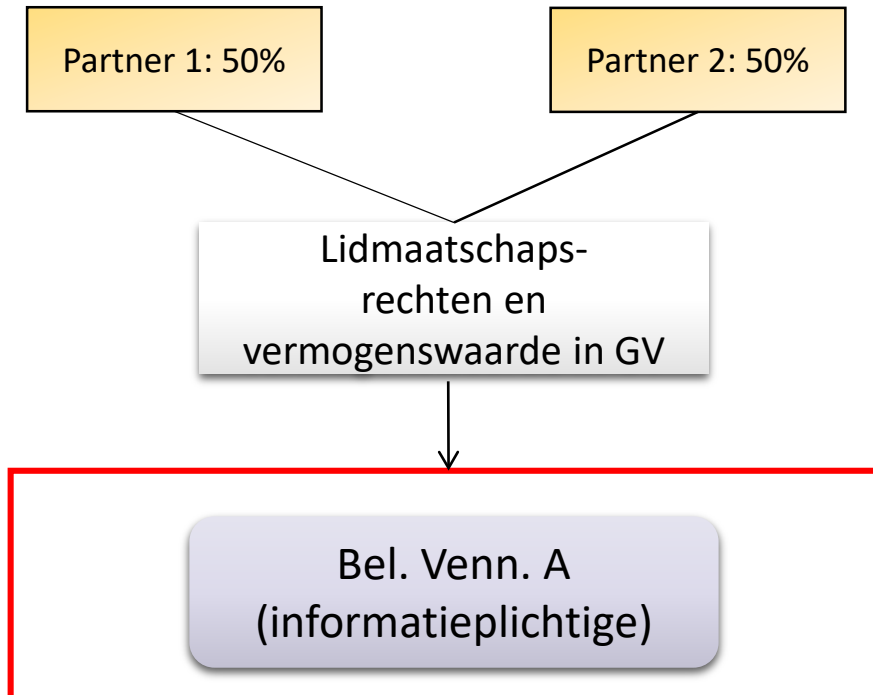 Partner 1: 50%
Partner 2: 50%
Lidmaatschaps-
rechten en
vermogenswaarde in GV
Bel. Venn. A
(informatieplichtige)